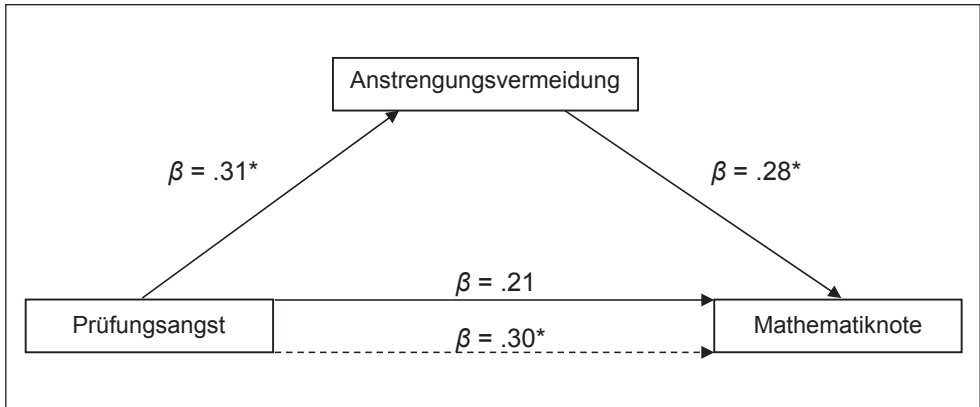 Anstrengungsvermeidung
β = .31*
β = .28*
β = .21
Prüfungsangst
Mathematiknote
β = .30*